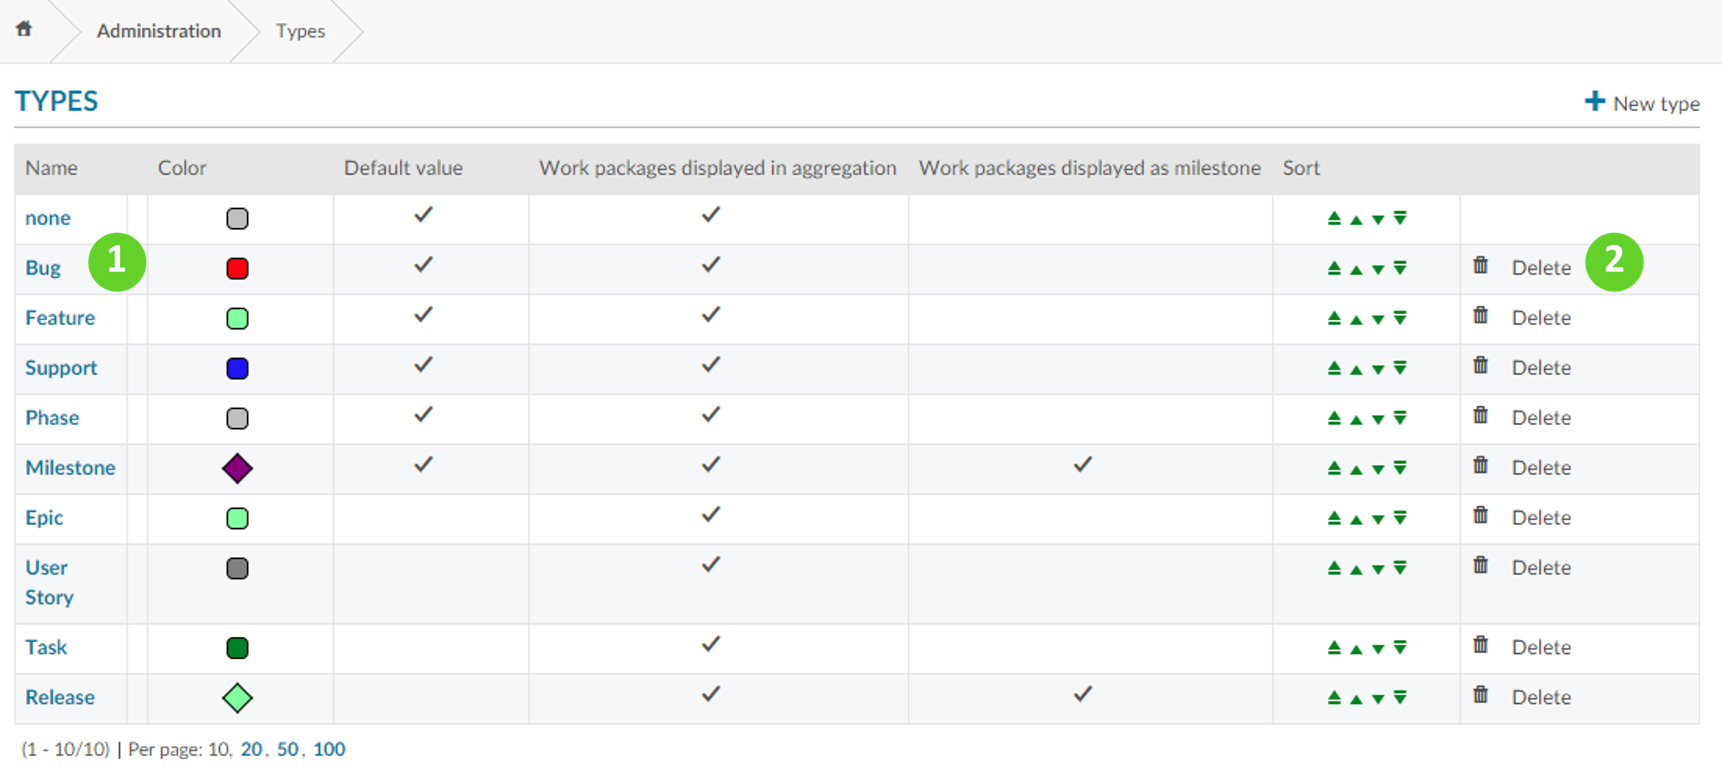 Administration Types
TYPES
New type
Name Color Default value Work packages displayed in aggregation Work packages displayed as milestone Sort
none
Bug 1 Delete 2
Feature Delete
Support Delete
Phase Delete
Milestone Delete
Epic Delete
User Delete
Story
Task Delete
Release Delete
(1 - 10/10) | Per page: 10, 20, 50, 100